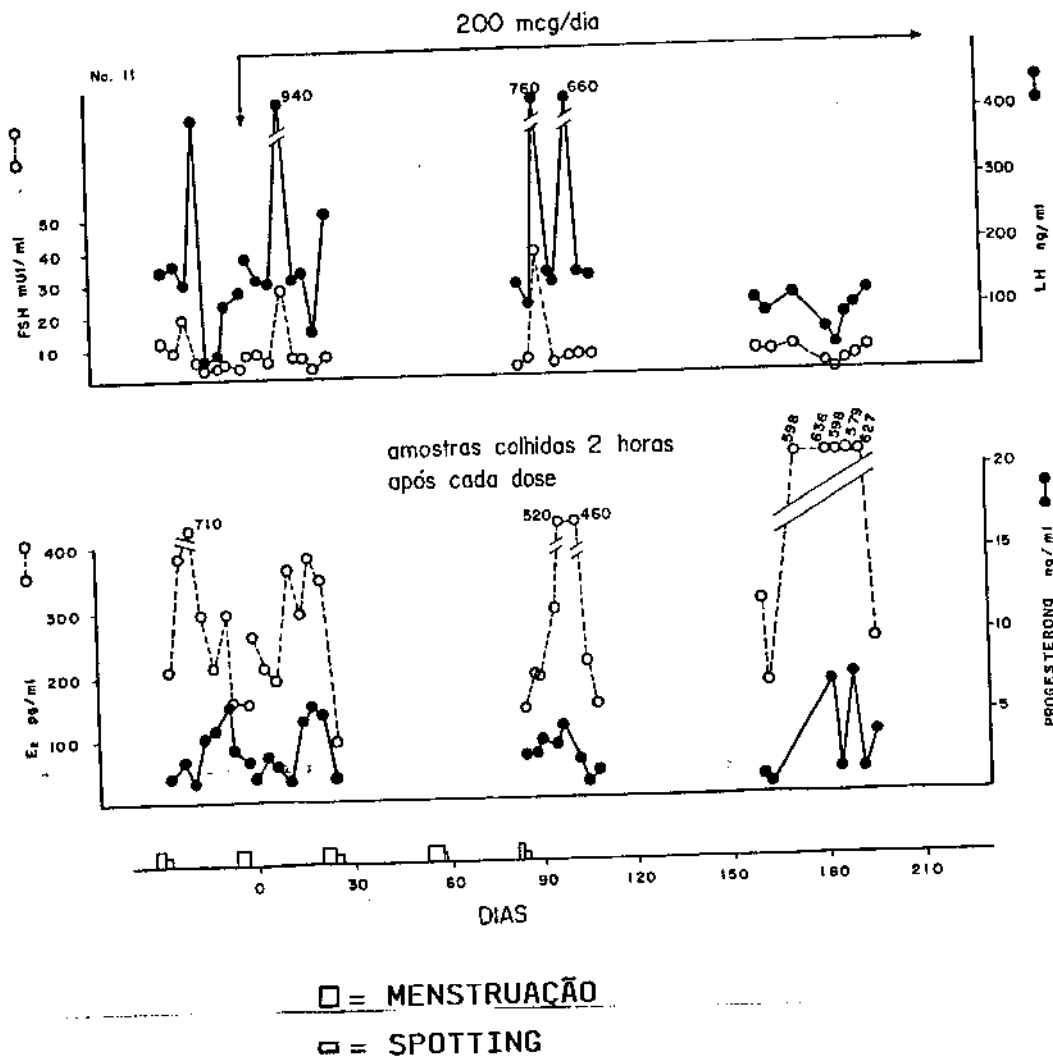 200 mcg/dia
No. 11
940
760
660
FSH mUI/ml
50
40
30
20
10
400
300
200
100
LH ng/ml
amostras colhidas 2 horas
após cada dose
710
520
460
598
636
598
579
627
E₂ pg/ml
400
300
200
100
20
15
10
5
PROGESTERONA ng/ml
0 30 60 90 120 150 180 210
DIAS
= MENSTRUAÇÃO
= SPOTTING